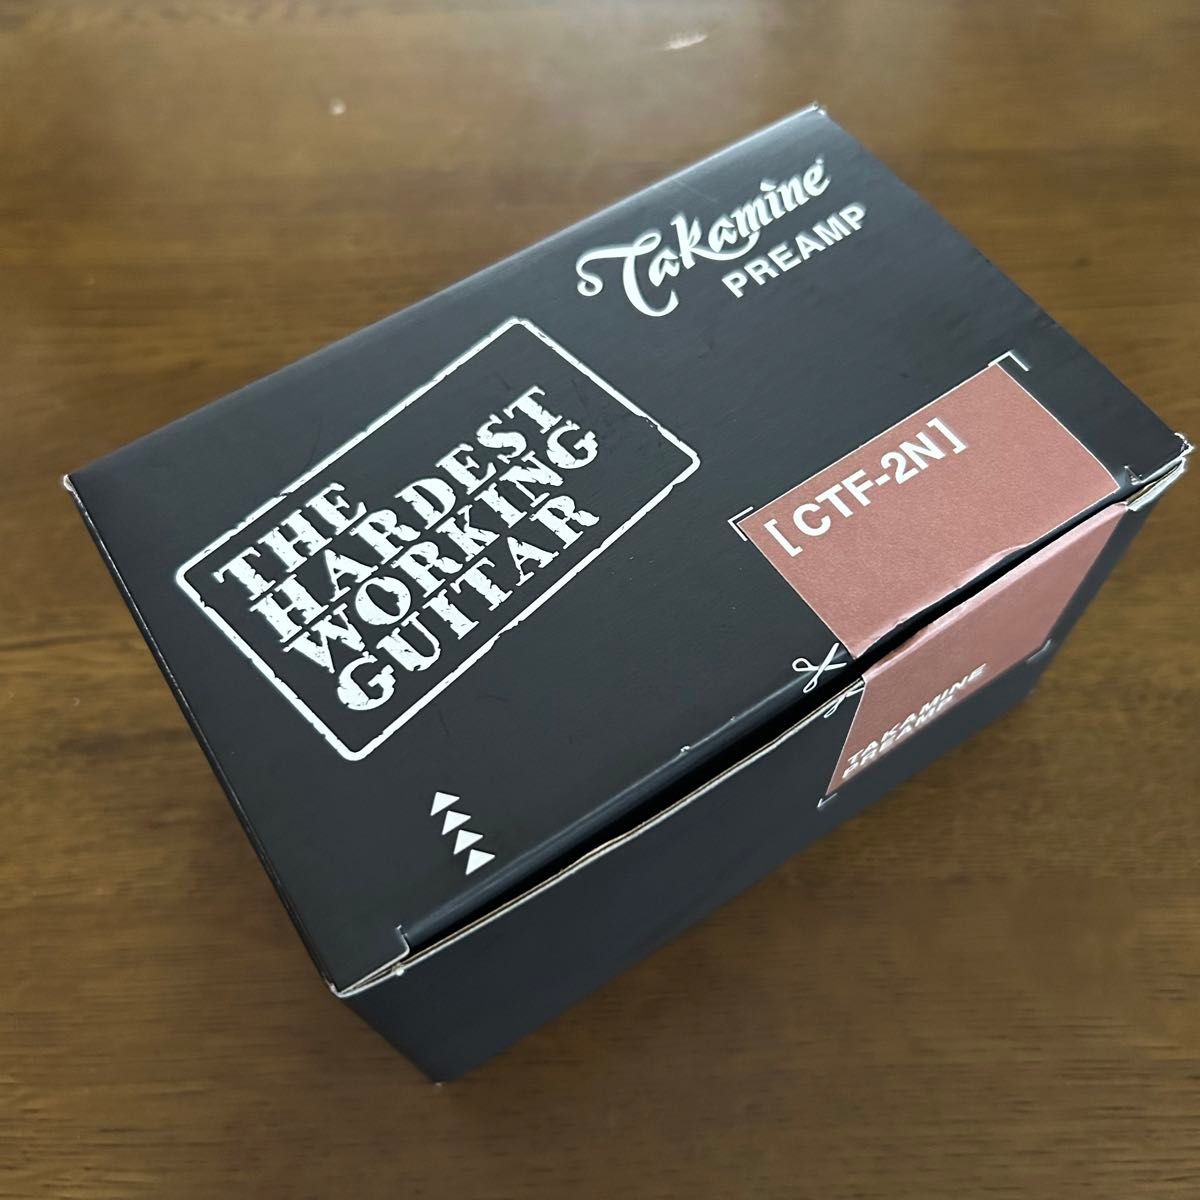 Takamine
PREAMP
THE
HARDEST
WORKING
GUITAR
[CTF-2N]
TAKAMINE
PREAMP